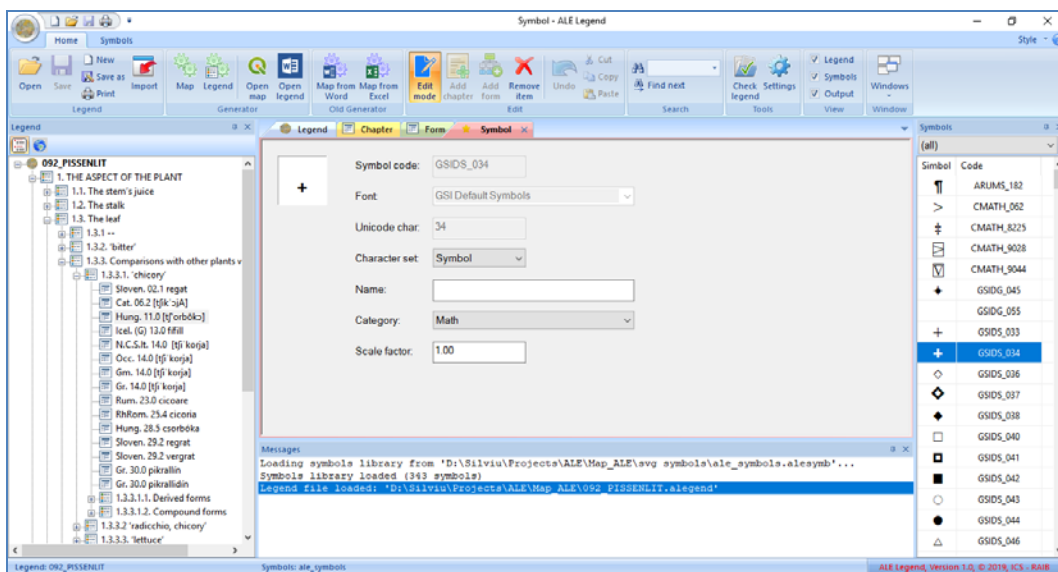 Symbol - ALE Legend
Home Symbols Style
Open Save New Save as Print Import
Legend
Map Legend Open map Open legend
Generator
Map from Word Map from Excel
Old Generator
Edit mode Add chapter Add form Remove item Undo Cut Copy Paste
Edit
Find next
Search
Check legend Settings
Tools
Legend Symbols Output
View
Windows
Window
Legend
092_PISSENLIT
1. THE ASPECT OF THE PLANT
1.1. The stem's juice
1.2. The stalk
1.3. The leaf
1.3.1 --
1.3.2. 'bitter'
1.3.3. Comparisons with other plants v
1.3.3.1. 'chicory'
Sloven. 02.1 regat
Cat. 06.2 [tʃik'ɔjA]
Hung. 11.0 [tʃ'orbökɔ]
Icel. (G) 13.0 fífill
N.C.S.It. 14.0 [tʃi'korja]
Occ. 14.0 [tʃi'korja]
Gm. 14.0 [tʃi'korja]
Gr. 14.0 [tʃi'korja]
Rum. 23.0 cicoare
RhRom. 25.4 cicoria
Hung. 28.5 csorbóka
Sloven. 29.2 regrat
Sloven. 29.2 vergrat
Gr. 30.0 pikrallin
Gr. 30.0 pikrallidin
1.3.3.1.1. Derived forms
1.3.3.1.2. Compound forms
1.3.3.2 'radicchio, chicory'
1.3.3.3. 'lettuce'
Legend Chapter Form Symbol
Symbol code: GSIDS_034
Font: GSI Default Symbols
Unicode char: 34
Character set: Symbol
Name:
Category: Math
Scale factor: 1.00
Messages
Loading symbols library from 'D:\Silviu\Projects\ALE\Map_ALE\svg symbols\ale_symbols.alesymb'...
Symbols library loaded (343 symbols)
Legend file loaded: 'D:\Silviu\Projects\ALE\Map_ALE\092_PISSENLIT.alegend'
Symbols
(all)
Simbol Code
¶ ARUMS_182
> CMATH_062
‡ CMATH_8225
CMATH_9028
CMATH_9044
GSIDG_045
GSIDG_055
GSIDS_033
GSIDS_034
GSIDS_036
GSIDS_037
GSIDS_038
GSIDS_040
GSIDS_041
GSIDS_042
GSIDS_043
GSIDS_044
GSIDS_046
Legend: 092_PISSENLIT Symbols: ale_symbols ALE Legend, Version 1.0, © 2019, ICS - RAIB